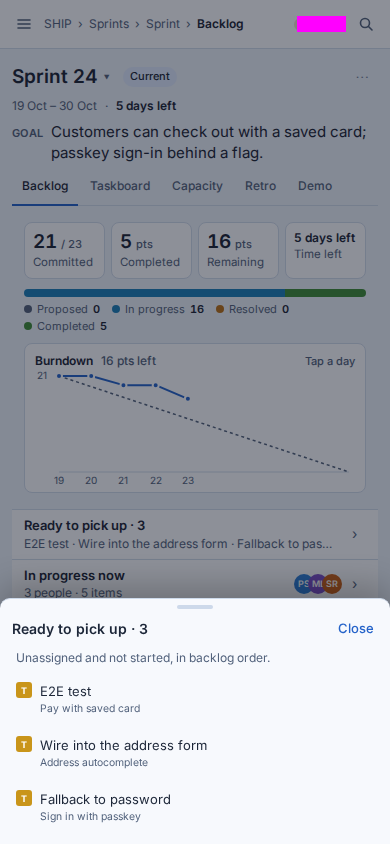 SHIP › Sprints › Sprint › Backlog
Sprint 24 ▾ Current ...
19 Oct – 30 Oct · 5 days left
GOAL Customers can check out with a saved card;
passkey sign-in behind a flag.
Backlog Taskboard Capacity Retro Demo
21 / 23 5 pts 16 pts 5 days left
Committed Completed Remaining Time left
Proposed 0 In progress 16 Resolved 0
Completed 5
Burndown 16 pts left Tap a day
21
19 20 21 22 23
Ready to pick up · 3
E2E test · Wire into the address form · Fallback to pas...
In progress now
3 people · 5 items PS SR
Ready to pick up · 3 Close
Unassigned and not started, in backlog order.
T E2E test
Pay with saved card
T Wire into the address form
Address autocomplete
T Fallback to password
Sign in with passkey